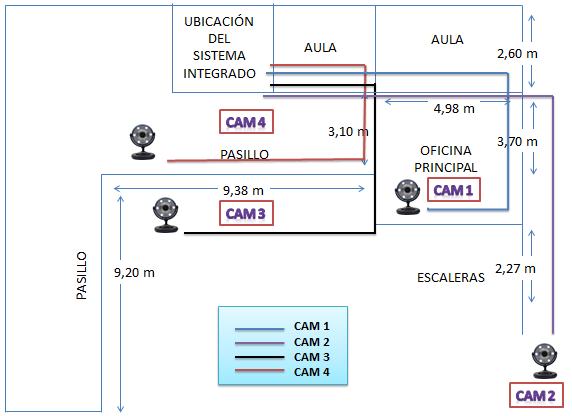 UBICACIÓN
DEL
SISTEMA
INTEGRADO
AULA
AULA
2,60 m
4,98 m
CAM 4
3,10 m
3,70 m
PASILLO
OFICINA
PRINCIPAL
9,38 m
CAM 1
CAM 3
PASILLO
9,20 m
2,27 m
ESCALERAS
CAM 1
CAM 2
CAM 3
CAM 4
CAM 2